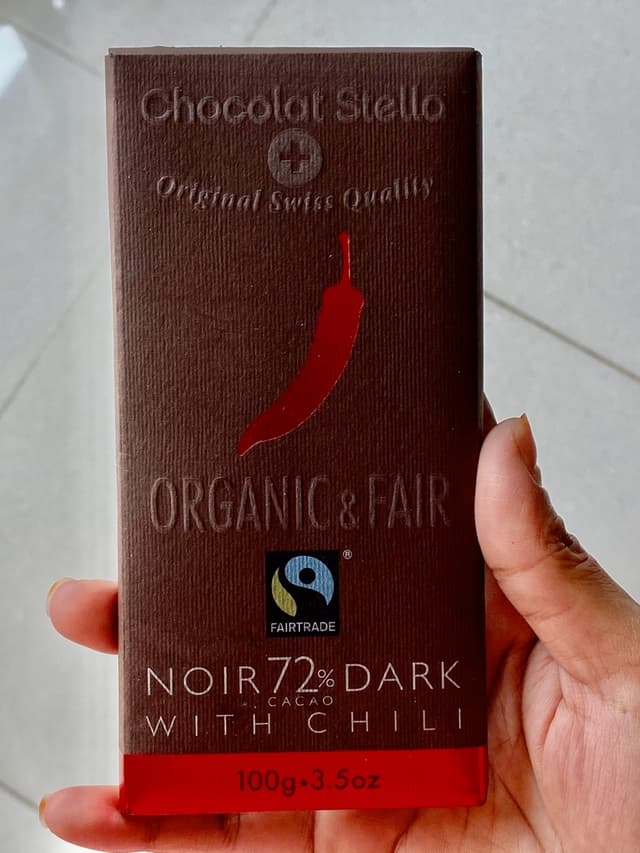 Chocolat Stella
Original Swiss Quality
ORGANIC & FAIR
®
FAIRTRADE
NOIR 72% DARK
CACAO
WITH CHILI
100g•3.5oz